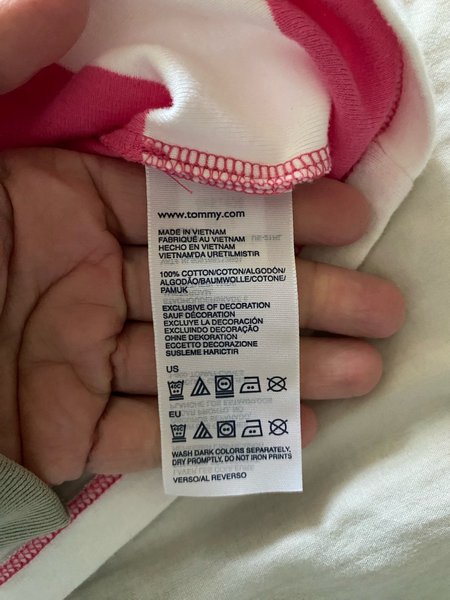 www.tommy.com
MADE IN VIETNAM
FABRIQUÉ AU VIETNAM
HECHO EN VIETNAM
VIETNAM'DA URETILMISTIR
100% COTTON/COTON/ALGODÓN/
ALGODÃO/BAUMWOLLE/COTONE/
PAMUK
EXCLUSIVE OF DECORATION
SAUF DÉCORATION
EXCLUYE LA DECORACIÓN
EXCLUINDO DECORAÇÃO
OHNE DEKORATION
ECCETTO DECORAZIONE
SUSLEME HARICTIR
US
EU
WASH DARK COLORS SEPARATELY,
DRY PROMPTLY, DO NOT IRON PRINTS
VERSO/AL REVERSO